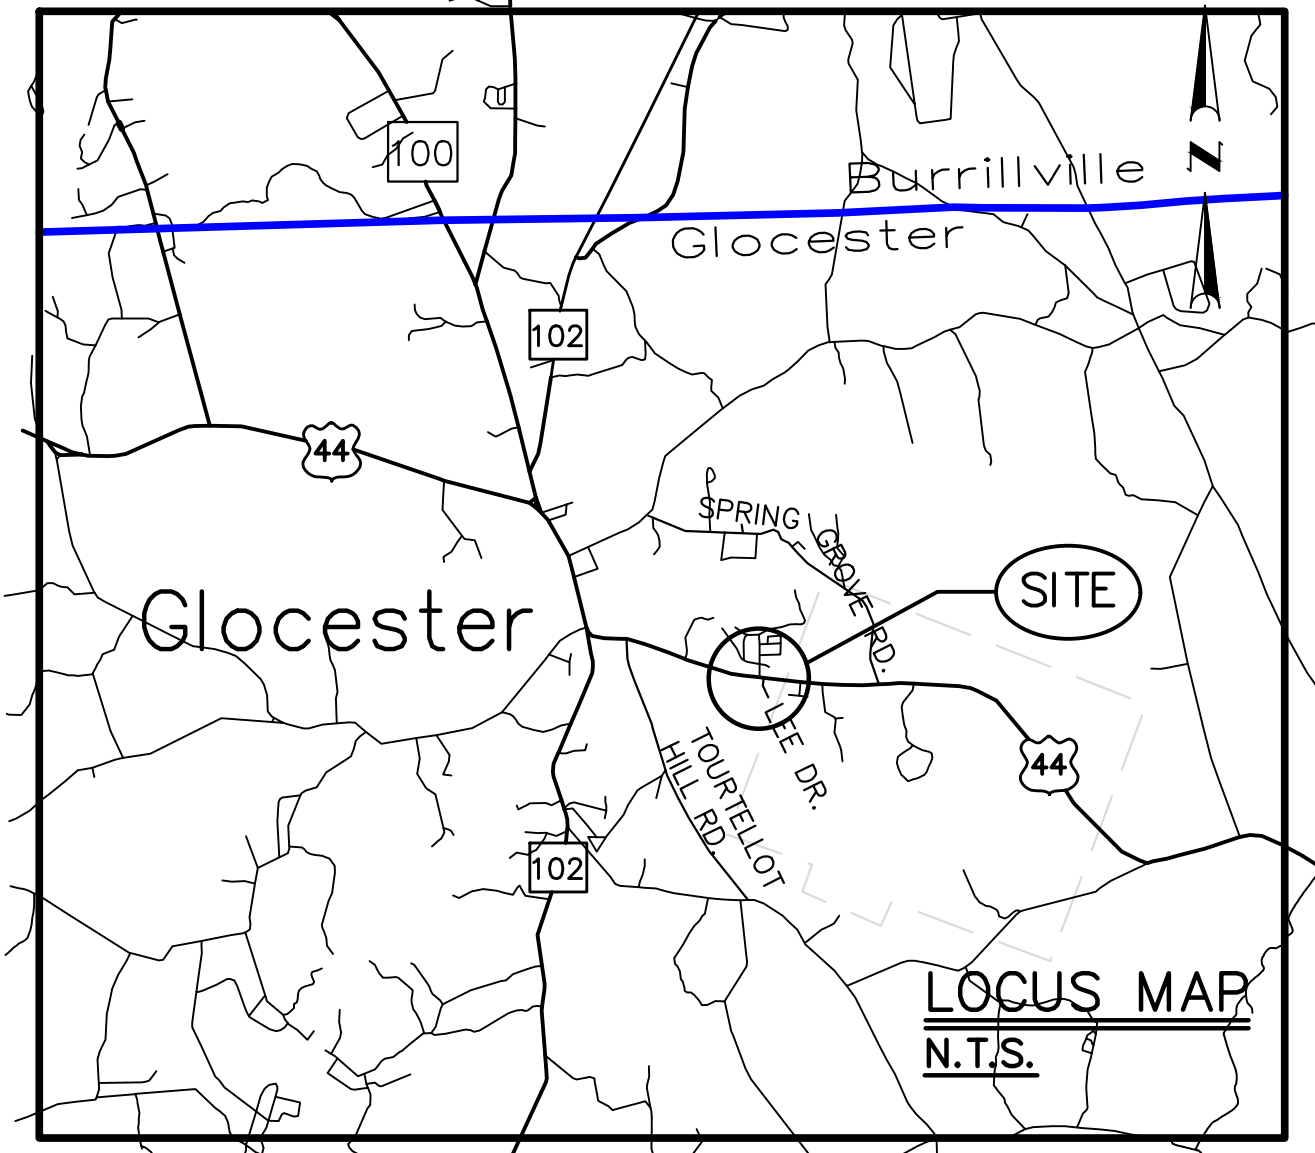 N
100
Burrillville
Glocester
102
44
SPRING
GROVE RD.
SITE
Glocester
LEE DR.
TOURTELLOT
HILL RD.
44
102
LOCUS MAP
N.T.S.